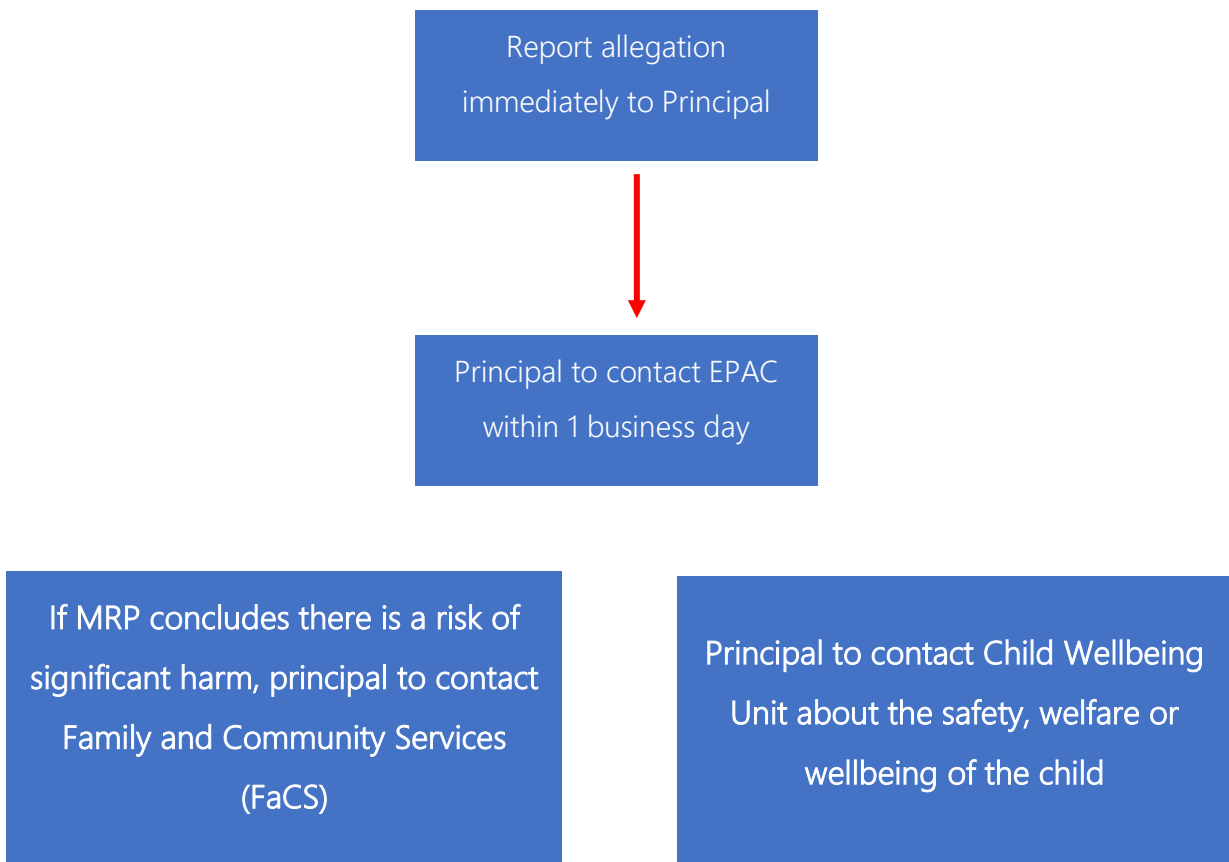 Report allegation
immediately to Principal
Principal to contact EPAC
within 1 business day
If MRP concludes there is a risk of
significant harm, principal to contact
Family and Community Services
(FaCS)
Principal to contact Child Wellbeing
Unit about the safety, welfare or
wellbeing of the child